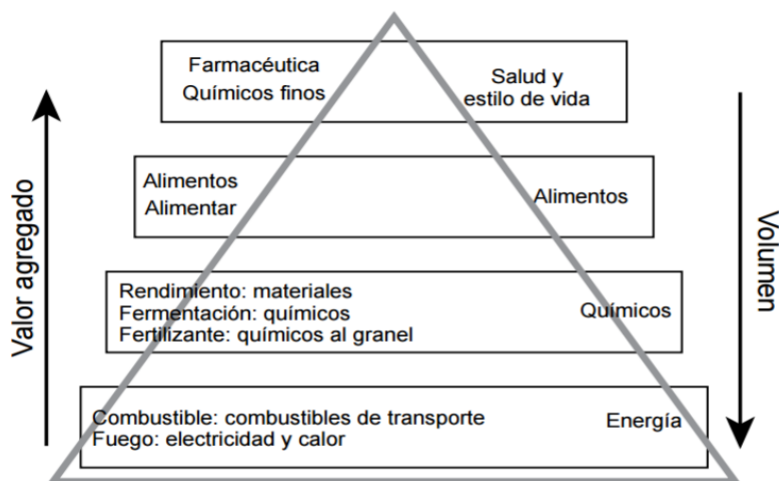 Farmacéutica
Químicos finos
Salud y
estilo de vida
Alimentos
Alimentar
Alimentos
Rendimiento: materiales
Fermentación: químicos
Fertilizante: químicos al granel
Químicos
Combustible: combustibles de transporte
Fuego: electricidad y calor
Energía
Valor agregado
Volumen